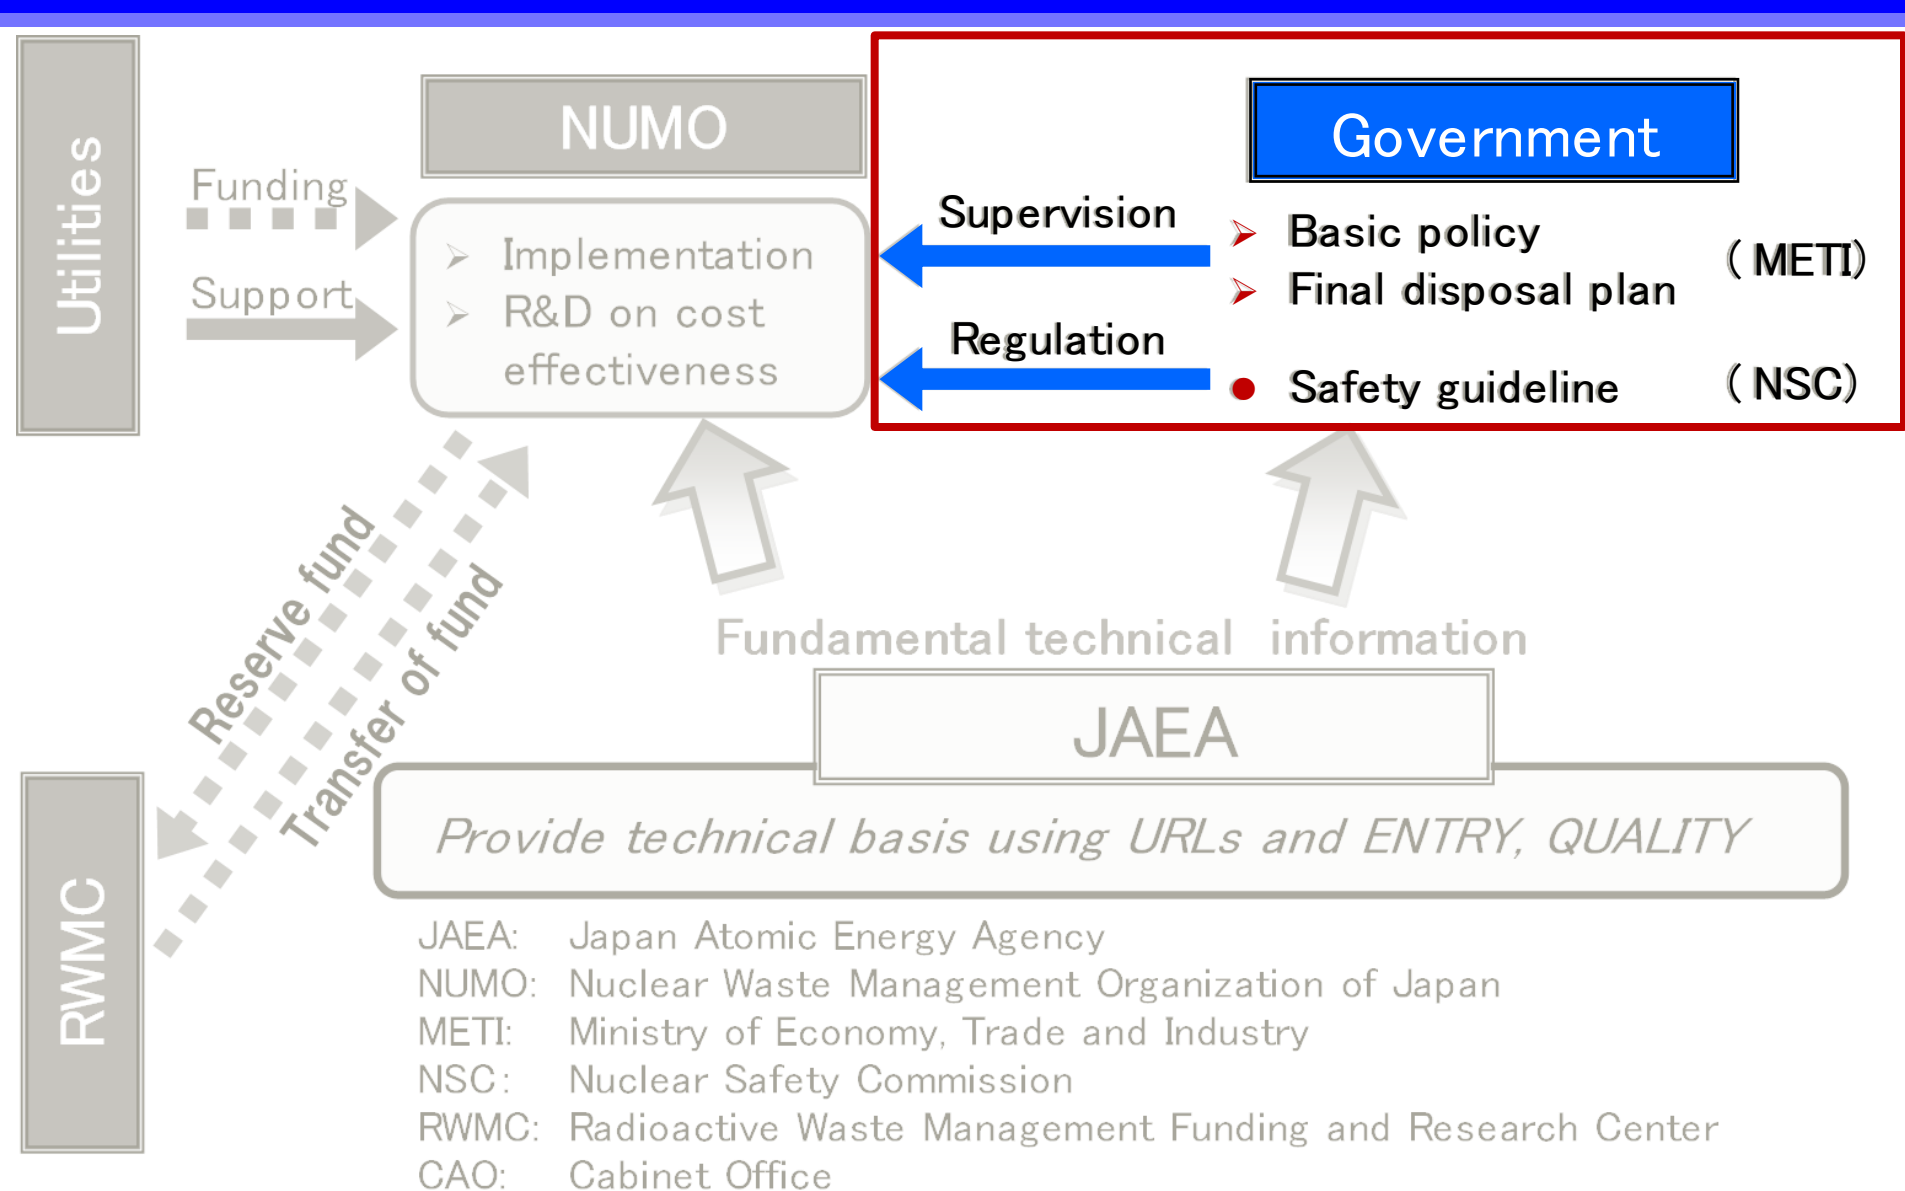 Utilities
Funding
Support
NUMO
➢ Implementation
➢ R&D on cost
effectiveness
Supervision
Regulation
Government
➢ Basic policy
➢ Final disposal plan
(METI)
● Safety guideline
(NSC)
Reserve fund
Transfer of fund
Fundamental technical information
JAEA
Provide technical basis using URLs and ENTRY, QUALITY
RWMC
JAEA: Japan Atomic Energy Agency
NUMO: Nuclear Waste Management Organization of Japan
METI: Ministry of Economy, Trade and Industry
NSC: Nuclear Safety Commission
RWMC: Radioactive Waste Management Funding and Research Center
CAO: Cabinet Office